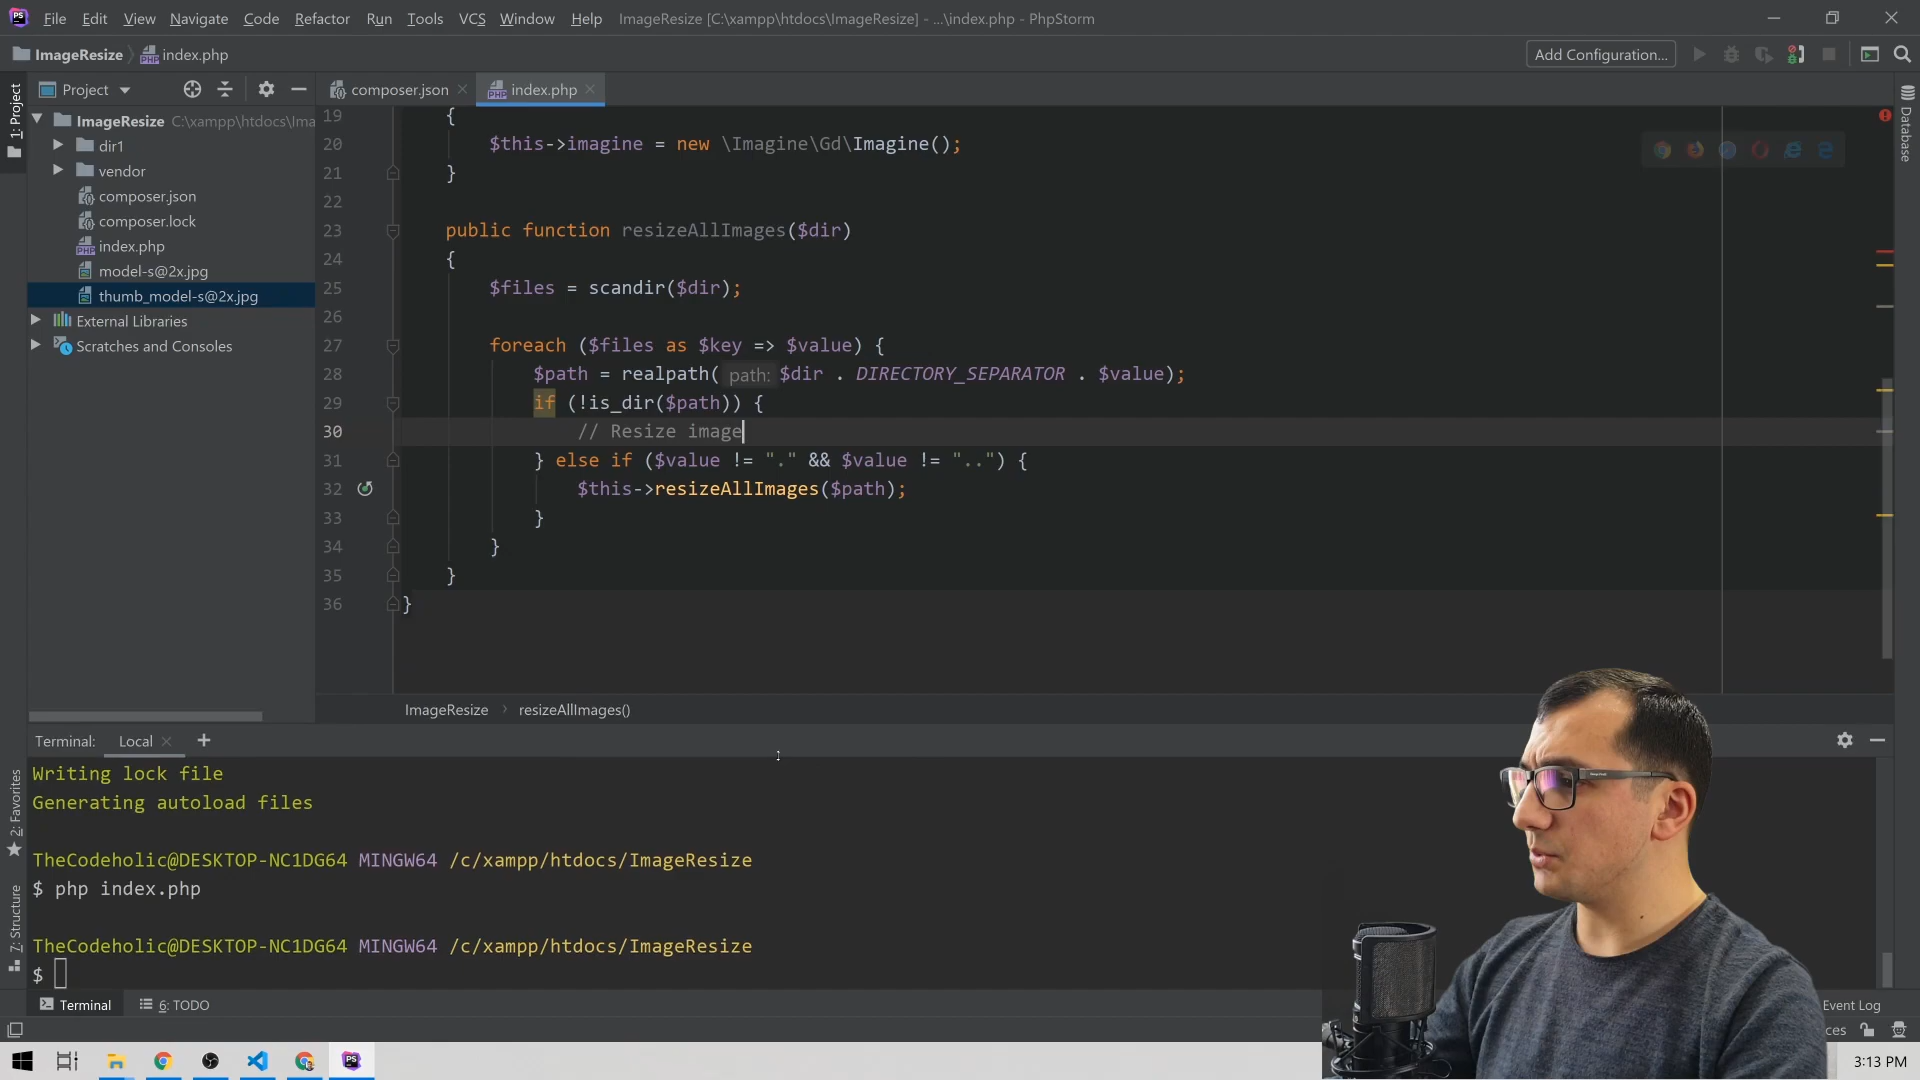 File Edit View Navigate Code Refactor Run Tools VCS Window Help ImageResize [C:\xampp\htdocs\ImageResize] - ...\index.php - PhpStorm
ImageResize index.php Add Configuration...
1: Project
Project
composer.json
index.php
ImageResize C:\xampp\htdocs\Ima
dir1
vendor
composer.json
composer.lock
index.php
model-s@2x.jpg
thumb_model-s@2x.jpg
External Libraries
Scratches and Consoles
19 {
20 $this->imagine = new \Imagine\Gd\Imagine();
21 }
22
23 public function resizeAllImages($dir)
24 {
25 $files = scandir($dir);
26
27 foreach ($files as $key => $value) {
28 $path = realpath( path: $dir . DIRECTORY_SEPARATOR . $value);
29 if (!is_dir($path)) {
30 // Resize image
31 } else if ($value != "." && $value != "..") {
32 $this->resizeAllImages($path);
33 }
34 }
35 }
36 }
Database
ImageResize resizeAllImages()
Terminal: Local
Writing lock file
Generating autoload files
TheCodeholic@DESKTOP-NC1DG64 MINGW64 /c/xampp/htdocs/ImageResize
$ php index.php
TheCodeholic@DESKTOP-NC1DG64 MINGW64 /c/xampp/htdocs/ImageResize
$
2: Favorites
7: Structure
Terminal 6: TODO Event Log
ces
3:13 PM